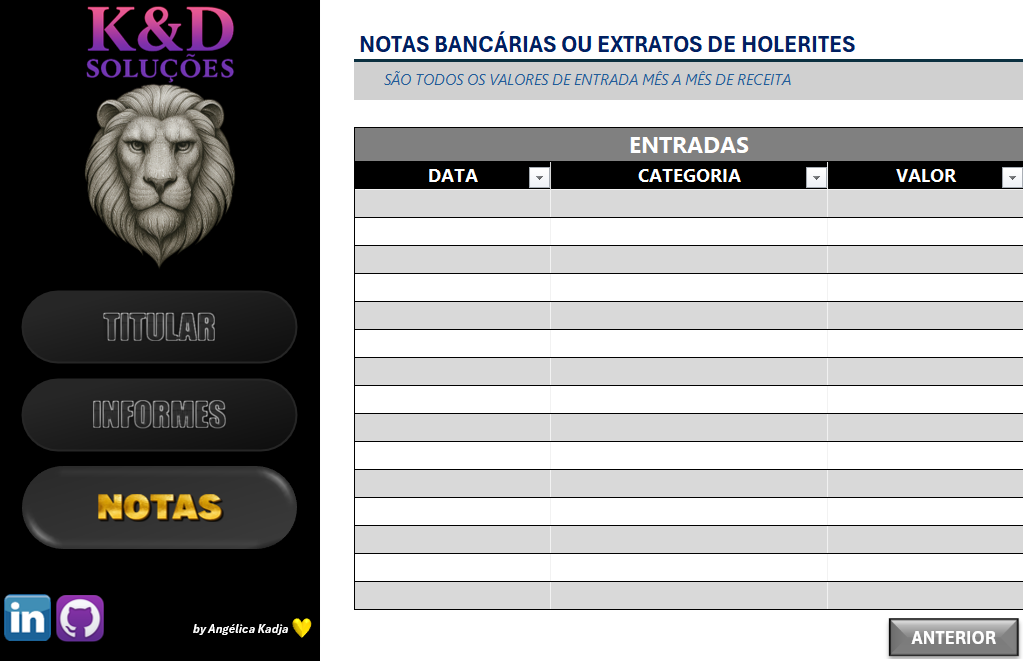 K&D
SOLUÇÕES
TITULAR
INFORMES
NOTAS
in
by Angélica Kadja
NOTAS BANCÁRIAS OU EXTRATOS DE HOLERITES
SÃO TODOS OS VALORES DE ENTRADA MÊS A MÊS DE RECEITA
ENTRADAS
DATA CATEGORIA VALOR
ANTERIOR